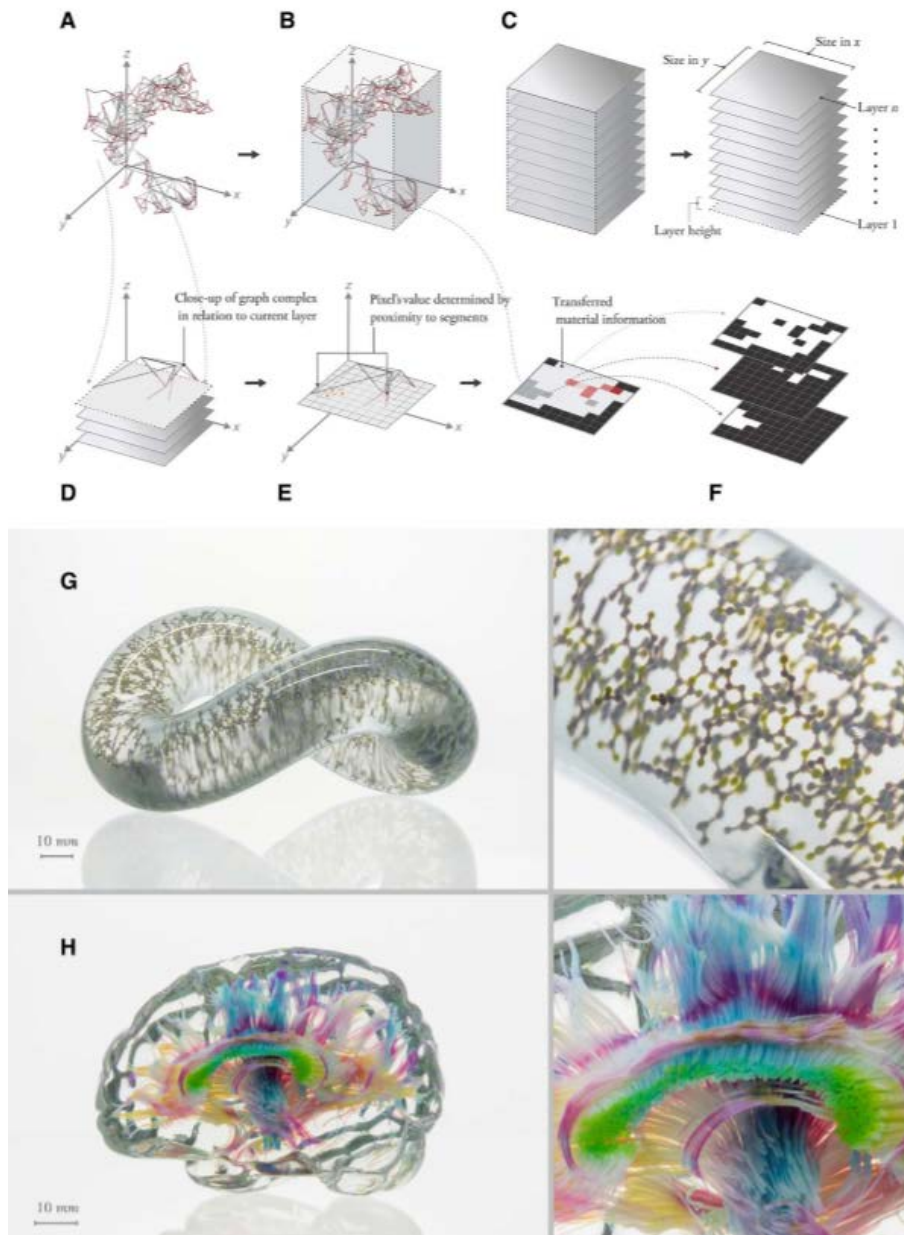 A
B
C
z
y
x
z
y
x
Size in y
Size in x
Layer n
Layer height
Layer 1
z
Close-up of graph complex
in relation to current layer
y
x
z
Pixel's value determined by
proximity to segments
y
x
Transferred
material information
D
E
F
G
10 mm
H
10 mm